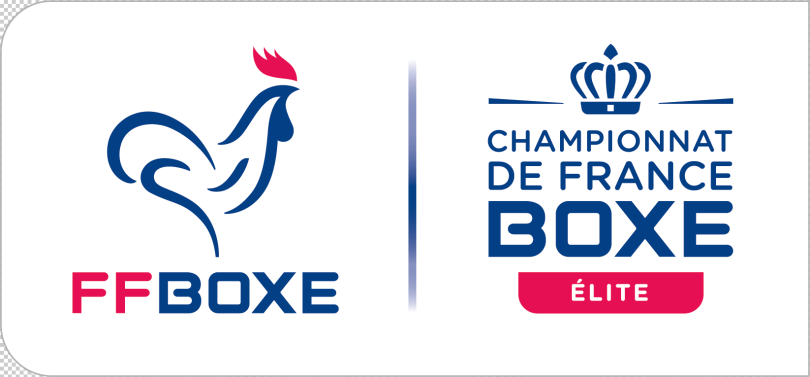 FFBOXE
CHAMPIONNAT
DE FRANCE
BOXE
ÉLITE